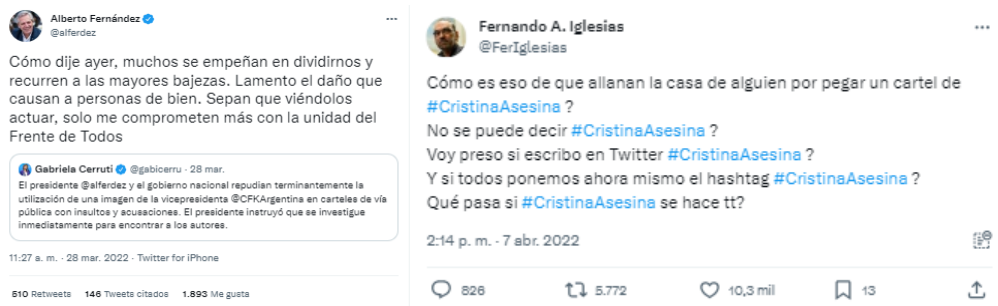 Alberto Fernández
@alferdez
Cómo dije ayer, muchos se empeñan en dividirnos y
recurren a las mayores bajezas. Lamento el daño que
causan a personas de bien. Sepan que viéndolos
actuar, solo me comprometen más con la unidad del
Frente de Todos
Gabriela Cerruti @gabicerru · 28 mar.
El presidente @alferdez y el gobierno nacional repudian terminantemente la
utilización de una imagen de la vicepresidenta @CFKArgentina en carteles de vía
pública con insultos y acusaciones. El presidente instruyó que se investigue
inmediatamente para encontrar a los autores.
11:27 a. m. · 28 mar. 2022 · Twitter for iPhone
510 Retweets 146 Tweets citados 1.893 Me gusta
Fernando A. Iglesias
@FerIglesias
Cómo es eso de que allanan la casa de alguien por pegar un cartel de
#CristinaAsesina ?
No se puede decir #CristinaAsesina ?
Voy preso si escribo en Twitter #CristinaAsesina ?
Y si todos ponemos ahora mismo el hashtag #CristinaAsesina ?
Qué pasa si #CristinaAsesina se hace tt?
2:14 p. m. · 7 abr. 2022
826 5.772 10,3 mil 13